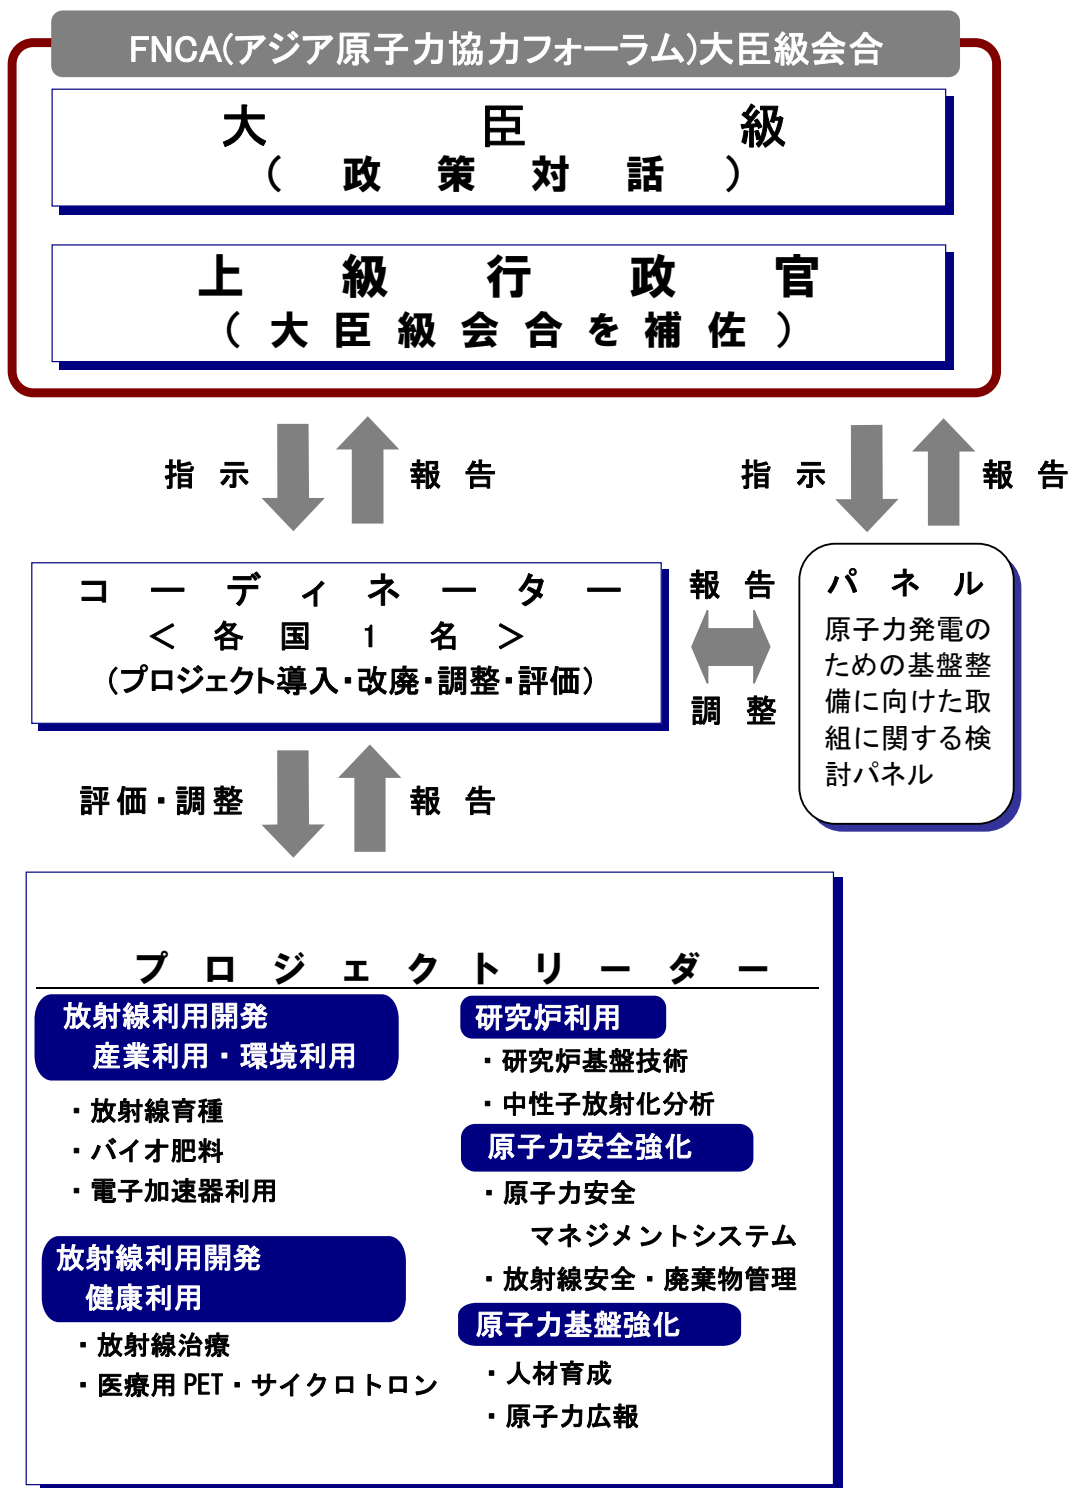 FNCA(アジア原子力協力フォーラム)大臣級会合
大臣級
(政策対話)
上級行政官
(大臣級会合を補佐)
指示
報告
指示
報告
コーディネーター
<各国1名>
(プロジェクト導入・改廃・調整・評価)
報告
調整
パネル
原子力発電の
ための基盤整
備に向けた取
組に関する検
討パネル
評価・調整
報告
プロジェクトリーダー
放射線利用開発
産業利用・環境利用
・放射線育種
・バイオ肥料
・電子加速器利用
放射線利用開発
健康利用
・放射線治療
・医療用PET・サイクロトロン
研究炉利用
・研究炉基盤技術
・中性子放射化分析
原子力安全強化
・原子力安全
マネジメントシステム
・放射線安全・廃棄物管理
原子力基盤強化
・人材育成
・原子力広報